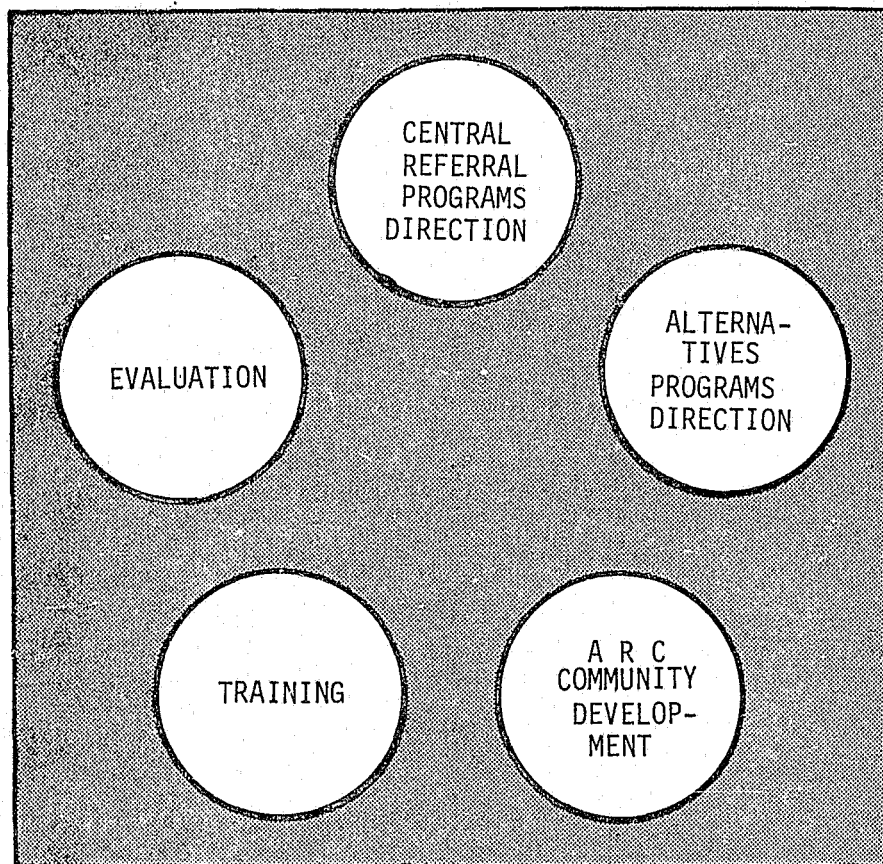 CENTRAL
REFERRAL
PROGRAMS
DIRECTION
EVALUATION
ALTERNA-
TIVES
PROGRAMS
DIRECTION
TRAINING
A R C
COMMUNITY
DEVELOP-
MENT